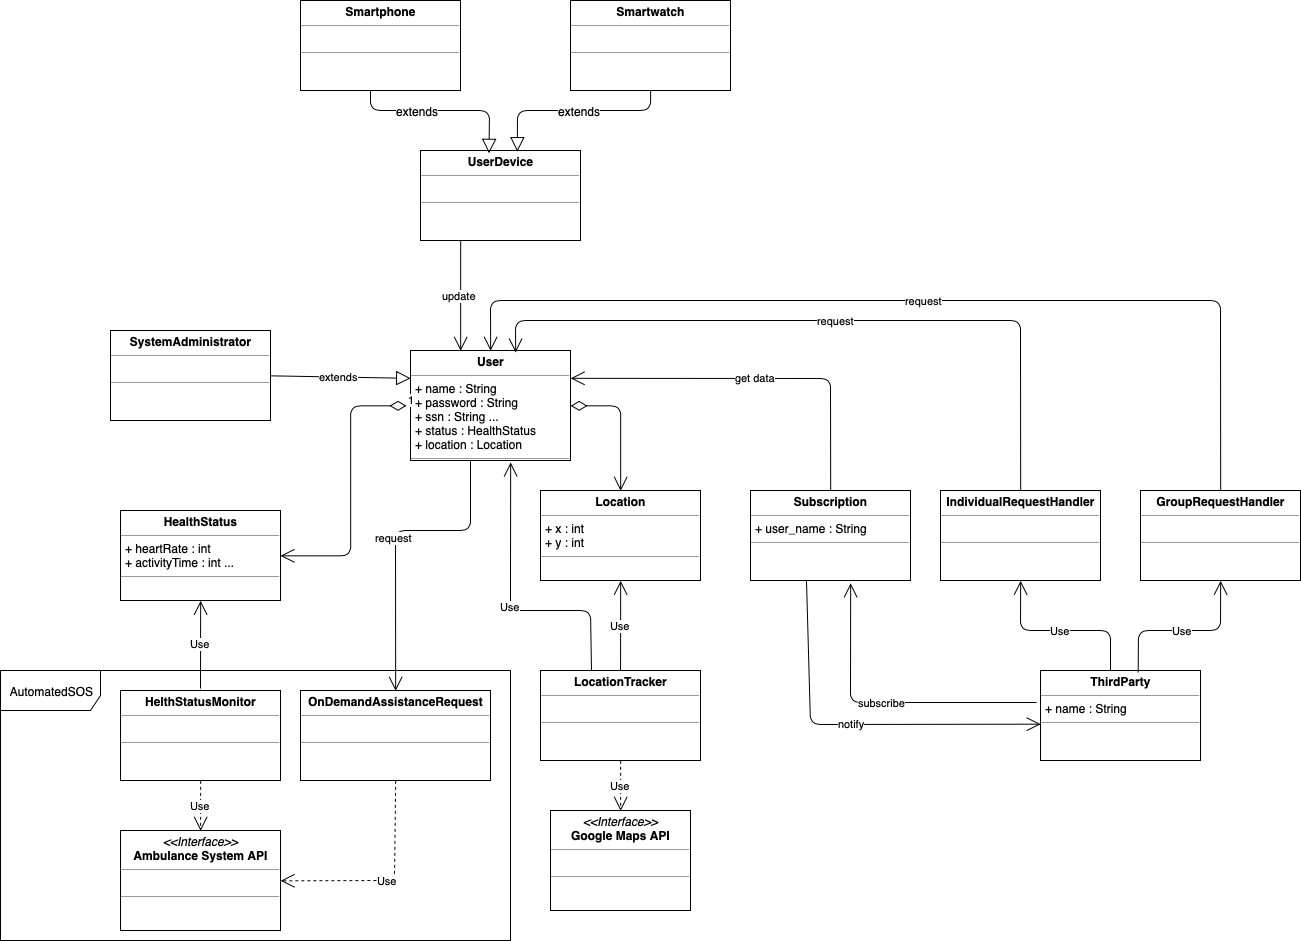 Smartphone
Smartwatch
extends
extends
UserDevice
update
request
request
SystemAdministrator
extends
User
+ name : String
+ password : String
+ ssn : String ...
+ status : HealthStatus
+ location : Location
1
get data
HealthStatus
+ heartRate : int
+ activityTime : int ...
request
Location
+ x : int
+ y : int
Subscription
+ user_name : String
IndividualRequestHandler
GroupRequestHandler
Use
Use
Use
Use
Use
AutomatedSOS
HelthStatusMonitor
OnDemandAssistanceRequest
LocationTracker
ThirdParty
+ name : String
subscribe
notify
Use
Use
Use
<<Interface>>
Ambulance System API
<<Interface>>
Google Maps API